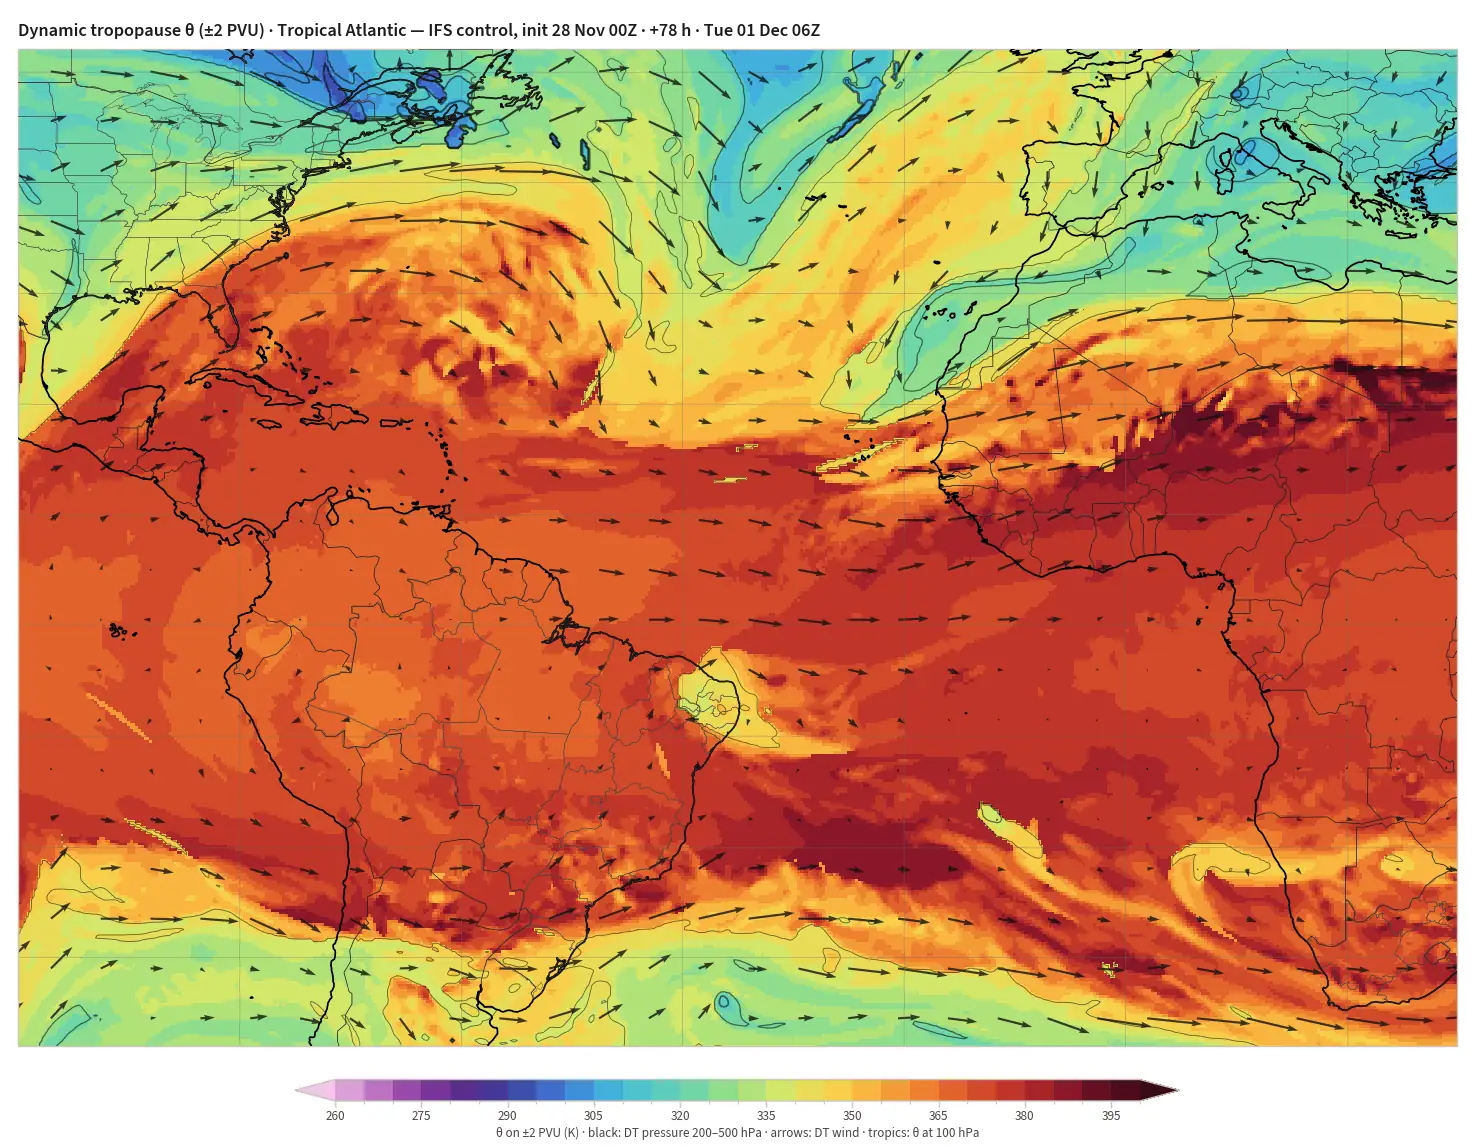 Dynamic tropopause θ (±2 PVU) · Tropical Atlantic — IFS control, init 28 Nov 00Z · +78 h · Tue 01 Dec 06Z
260 275 290 305 320 335 350 365 380 395
θ on ±2 PVU (K) · black: DT pressure 200–500 hPa · arrows: DT wind · tropics: θ at 100 hPa